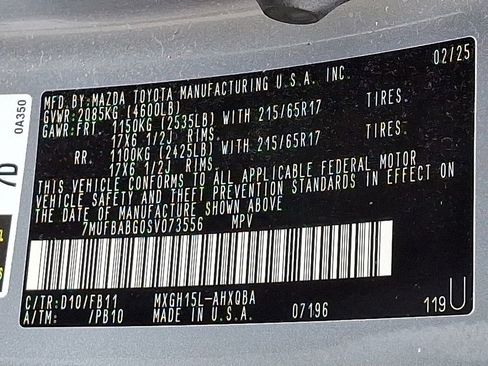 MFD.BY:MAZDA TOYOTA MANUFACTURING U.S.A. INC. 02/25
GVWR:2085KG (4600LB)
GAWR:FRT. 1150KG (2535LB) WITH 215/65R17 TIRES.
17X6 1/2J RIMS.
RR. 1100KG (2425LB) WITH 215/65R17 TIRES.
17X6 1/2J RIMS.
THIS VEHICLE CONFORMS TO ALL APPLICABLE FEDERAL MOTOR
VEHICLE SAFETY AND THEFT PREVENTION STANDARDS IN EFFECT ON
THE DATE OF MANUFACTURE SHOWN ABOVE
7MUFBABG0SV073556 MPV
C/TR:D10/FB11 MXGH15L-AHXQBA
A/TM: /PB10 MADE IN U.S.A. 07196 119U
0A350